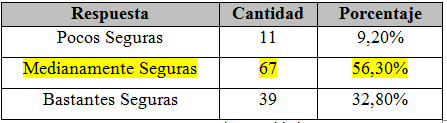 Respuesta Cantidad Porcentaje
Pocos Seguras 11 9,20%
Medianamente Seguras 67 56,30%
Bastantes Seguras 39 32,80%